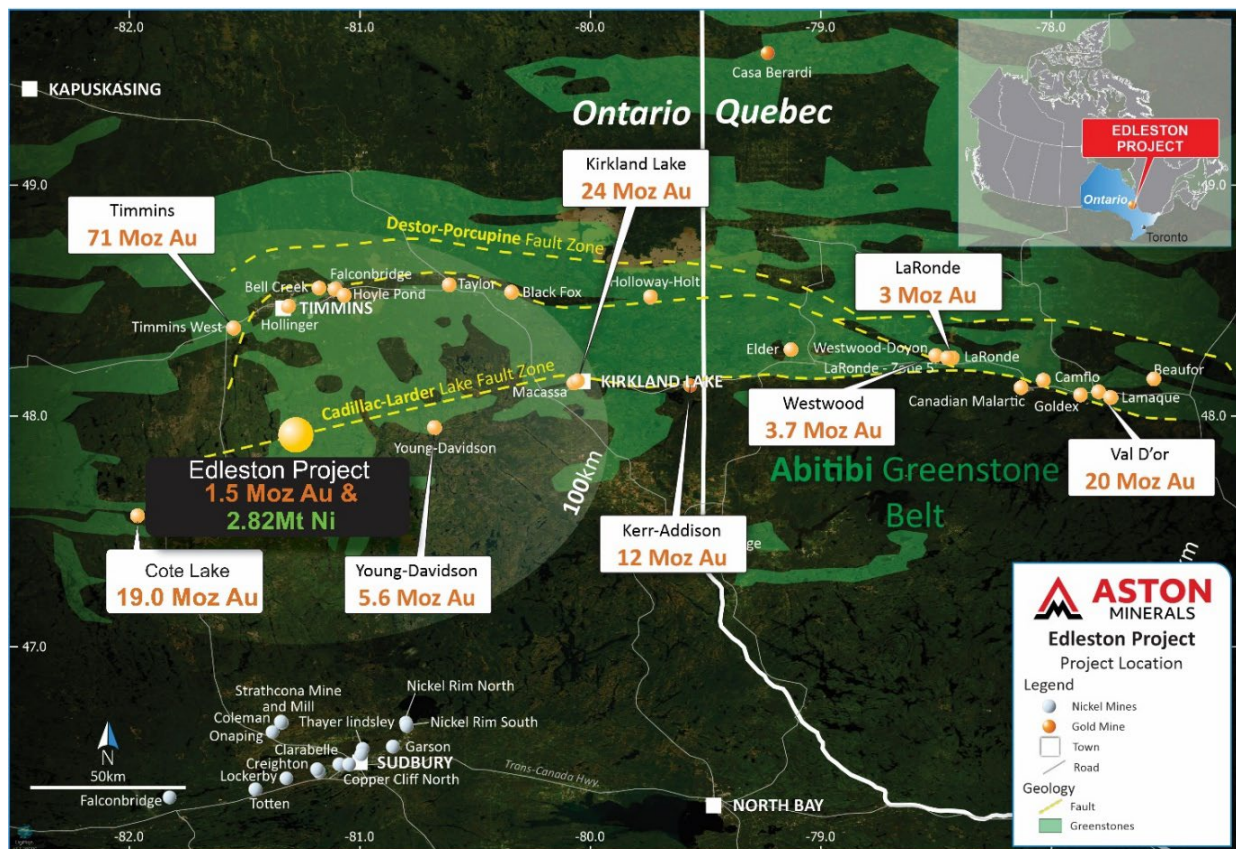 -82.0
-81.0
-80.0
-79.0
-78.0
KAPUSKASING
Casa Berardi
Ontario
Quebec
EDLESTON
PROJECT
Ontario
Toronto
49.0
49.0
Kirkland Lake
24 Moz Au
Timmins
71 Moz Au
Destor-Porcupine Fault Zone
Falconbridge
Bell Creek
Hoyle Pond
Taylor
Black Fox
Holloway-Holt
LaRonde
3 Moz Au
TIMMINS
Timmins West
Hollinger
Elder
Westwood-Doyon
LaRonde
LaRonde - Zone 5
Camflo
Beaufor
Cadillac-Larder Lake Fault Zone
Macassa
KIRKLAND LAKE
Canadian Malartic
Goldex
Lamaque
48.0
48.0
Westwood
3.7 Moz Au
Young-Davidson
Val D'or
20 Moz Au
Edleston Project
1.5 Moz Au &
2.82Mt Ni
100km
Abitibi Greenstone
Belt
Kerr-Addison
12 Moz Au
Cote Lake
19.0 Moz Au
Young-Davidson
5.6 Moz Au
km
47.0
ASTON
MINERALS
Edleston Project
Project Location
Legend
Nickel Mines
Gold Mine
Town
Road
Geology
Fault
Greenstones
Strathcona Mine
and Mill
Nickel Rim North
Coleman
Thayer lindsley
Nickel Rim South
Onaping
Clarabelle
Garson
N
Creighton
SUDBURY
50km
Lockerby
Copper Cliff North
Falconbridge
Totten
Trans-Canada Hwy.
NORTH BAY
-82.0
-81.0
-80.0
-79.0
-78.0